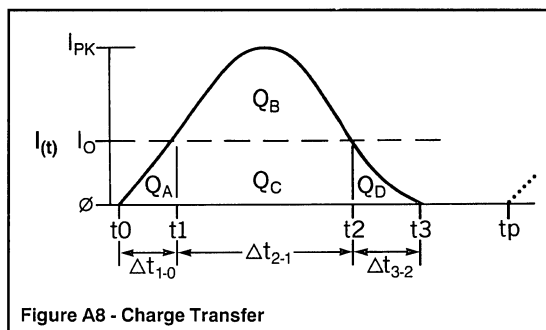 I_PK
Q_B
I_(t) I_O
Q_A Q_C Q_D
ø
t0 t1 t2 t3 tp
Δt_1-0 Δt_2-1 Δt_3-2
Figure A8 - Charge Transfer